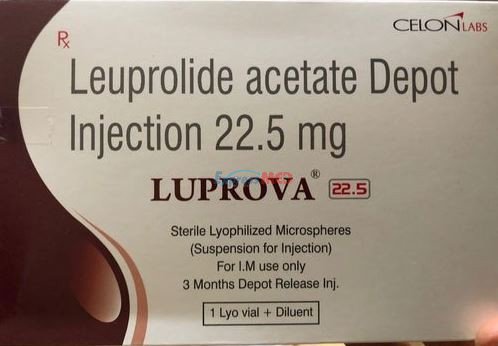 CELON LABS
Rx
Leuprolide acetate Depot
Injection 22.5 mg
LUPROVA® 22.5
Sterile Lyophilized Microspheres
(Suspension for Injection)
For I.M use only
3 Months Depot Release Inj.
1 Lyo vial + Diluent